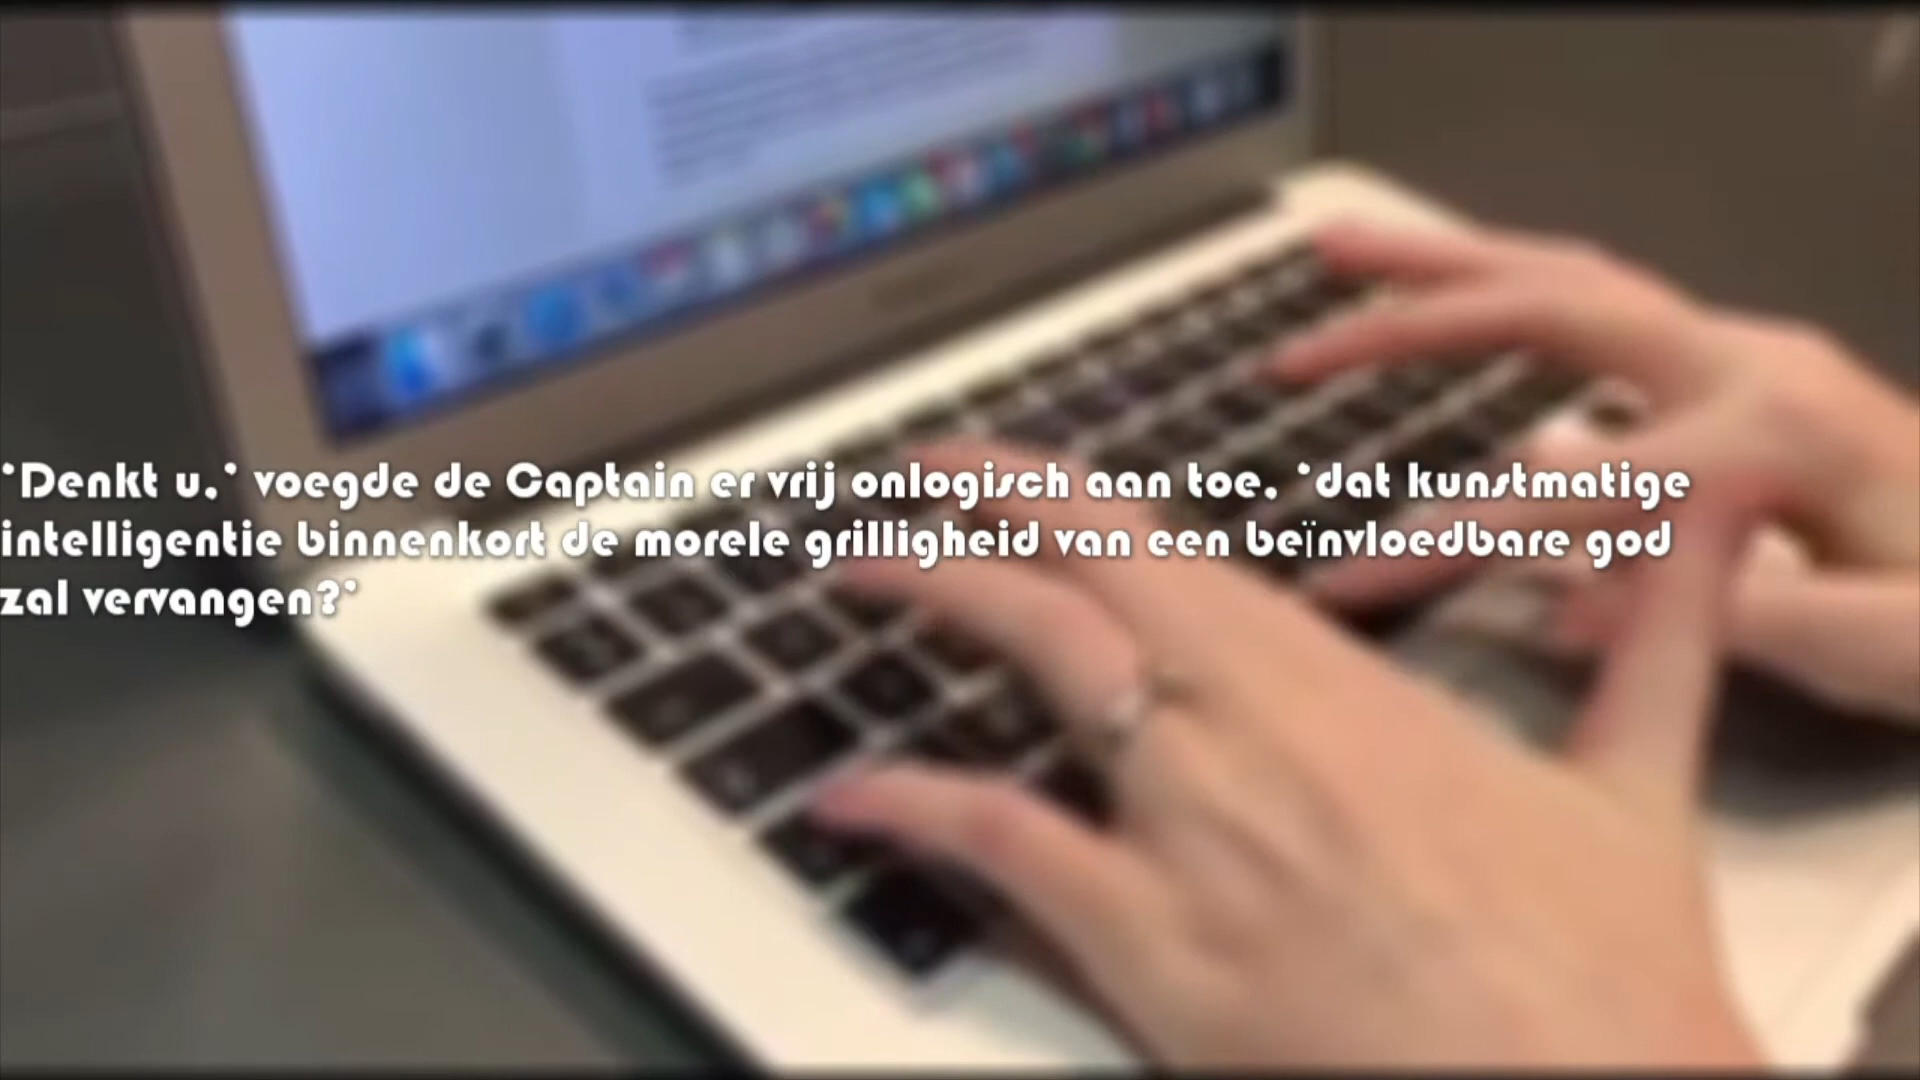 'Denkt u,' voegde de Captain er vrij onlogisch aan toe, 'dat kunstmatige
intelligentie binnenkort de morele grilligheid van een beïnvloedbare god
zal vervangen?'